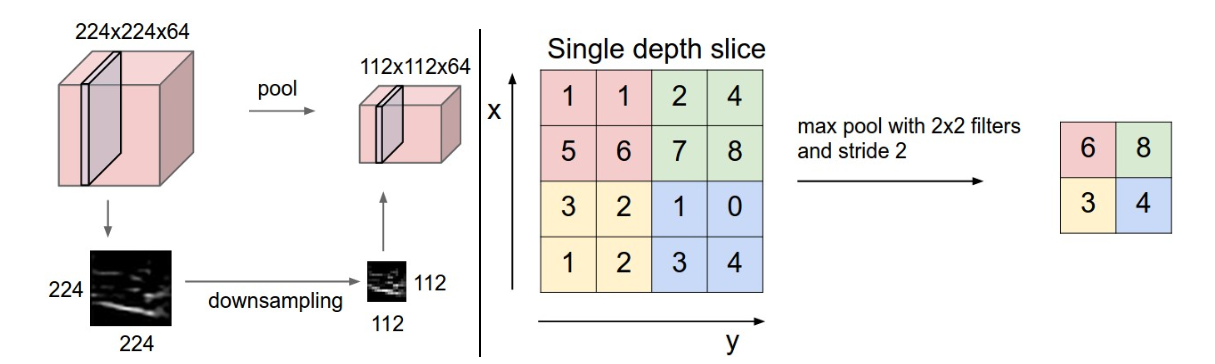 224x224x64
pool
112x112x64
224
224
downsampling
112
112
Single depth slice
x
1 1 2 4
5 6 7 8
3 2 1 0
1 2 3 4
y
max pool with 2x2 filters
and stride 2
6 8
3 4